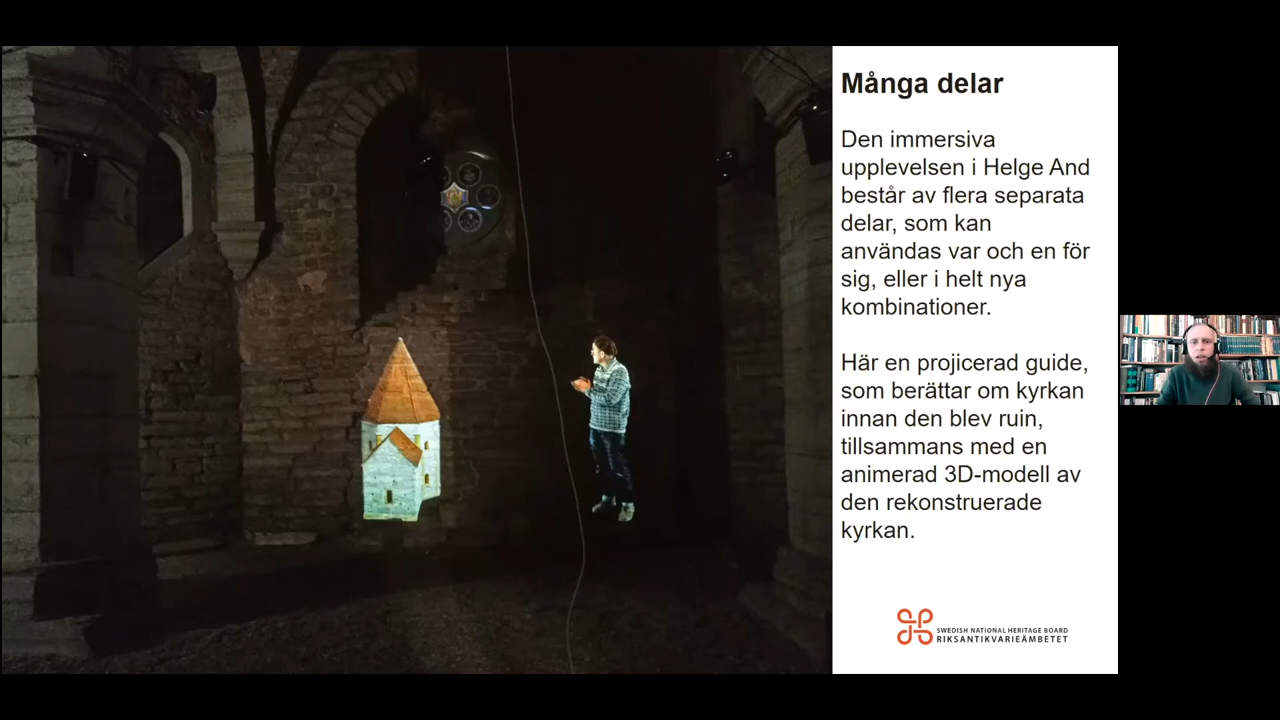 Många delar
Den immersiva
upplevelsen i Helge And
består av flera separata
delar, som kan
användas var och en för
sig, eller i helt nya
kombinationer.
Här en projicerad guide,
som berättar om kyrkan
innan den blev ruin,
tillsammans med en
animerad 3D-modell av
den rekonstruerade
kyrkan.
SWEDISH NATIONAL HERITAGE BOARD
RIKSANTIKVARIEÄMBETET